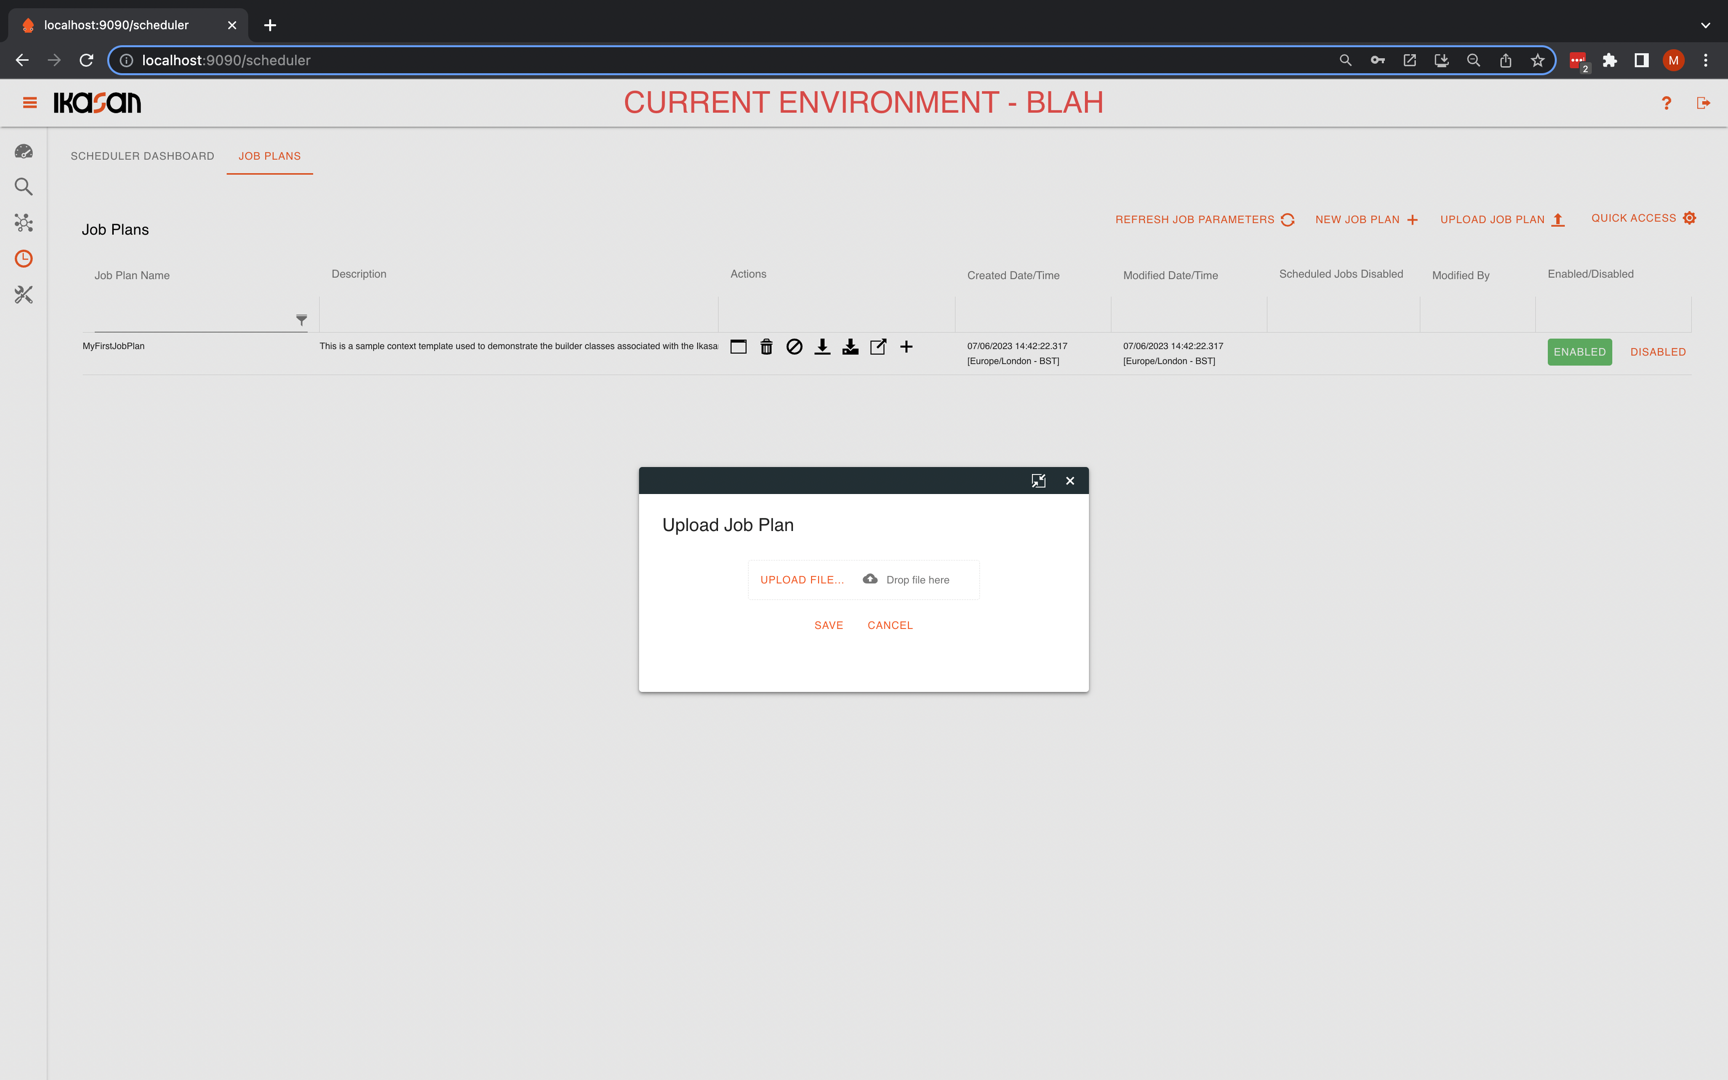 localhost:9090/scheduler
localhost:9090/scheduler
2
M
IKASAN
CURRENT ENVIRONMENT - BLAH
?
SCHEDULER DASHBOARD
JOB PLANS
Job Plans
REFRESH JOB PARAMETERS
NEW JOB PLAN
UPLOAD JOB PLAN
QUICK ACCESS
Job Plan Name
Description
Actions
Created Date/Time
Modified Date/Time
Scheduled Jobs Disabled
Modified By
Enabled/Disabled
MyFirstJobPlan
This is a sample context template used to demonstrate the builder classes associated with the Ikasa
07/06/2023 14:42:22.317
[Europe/London - BST]
07/06/2023 14:42:22.317
[Europe/London - BST]
ENABLED
DISABLED
Upload Job Plan
UPLOAD FILE...
Drop file here
SAVE
CANCEL